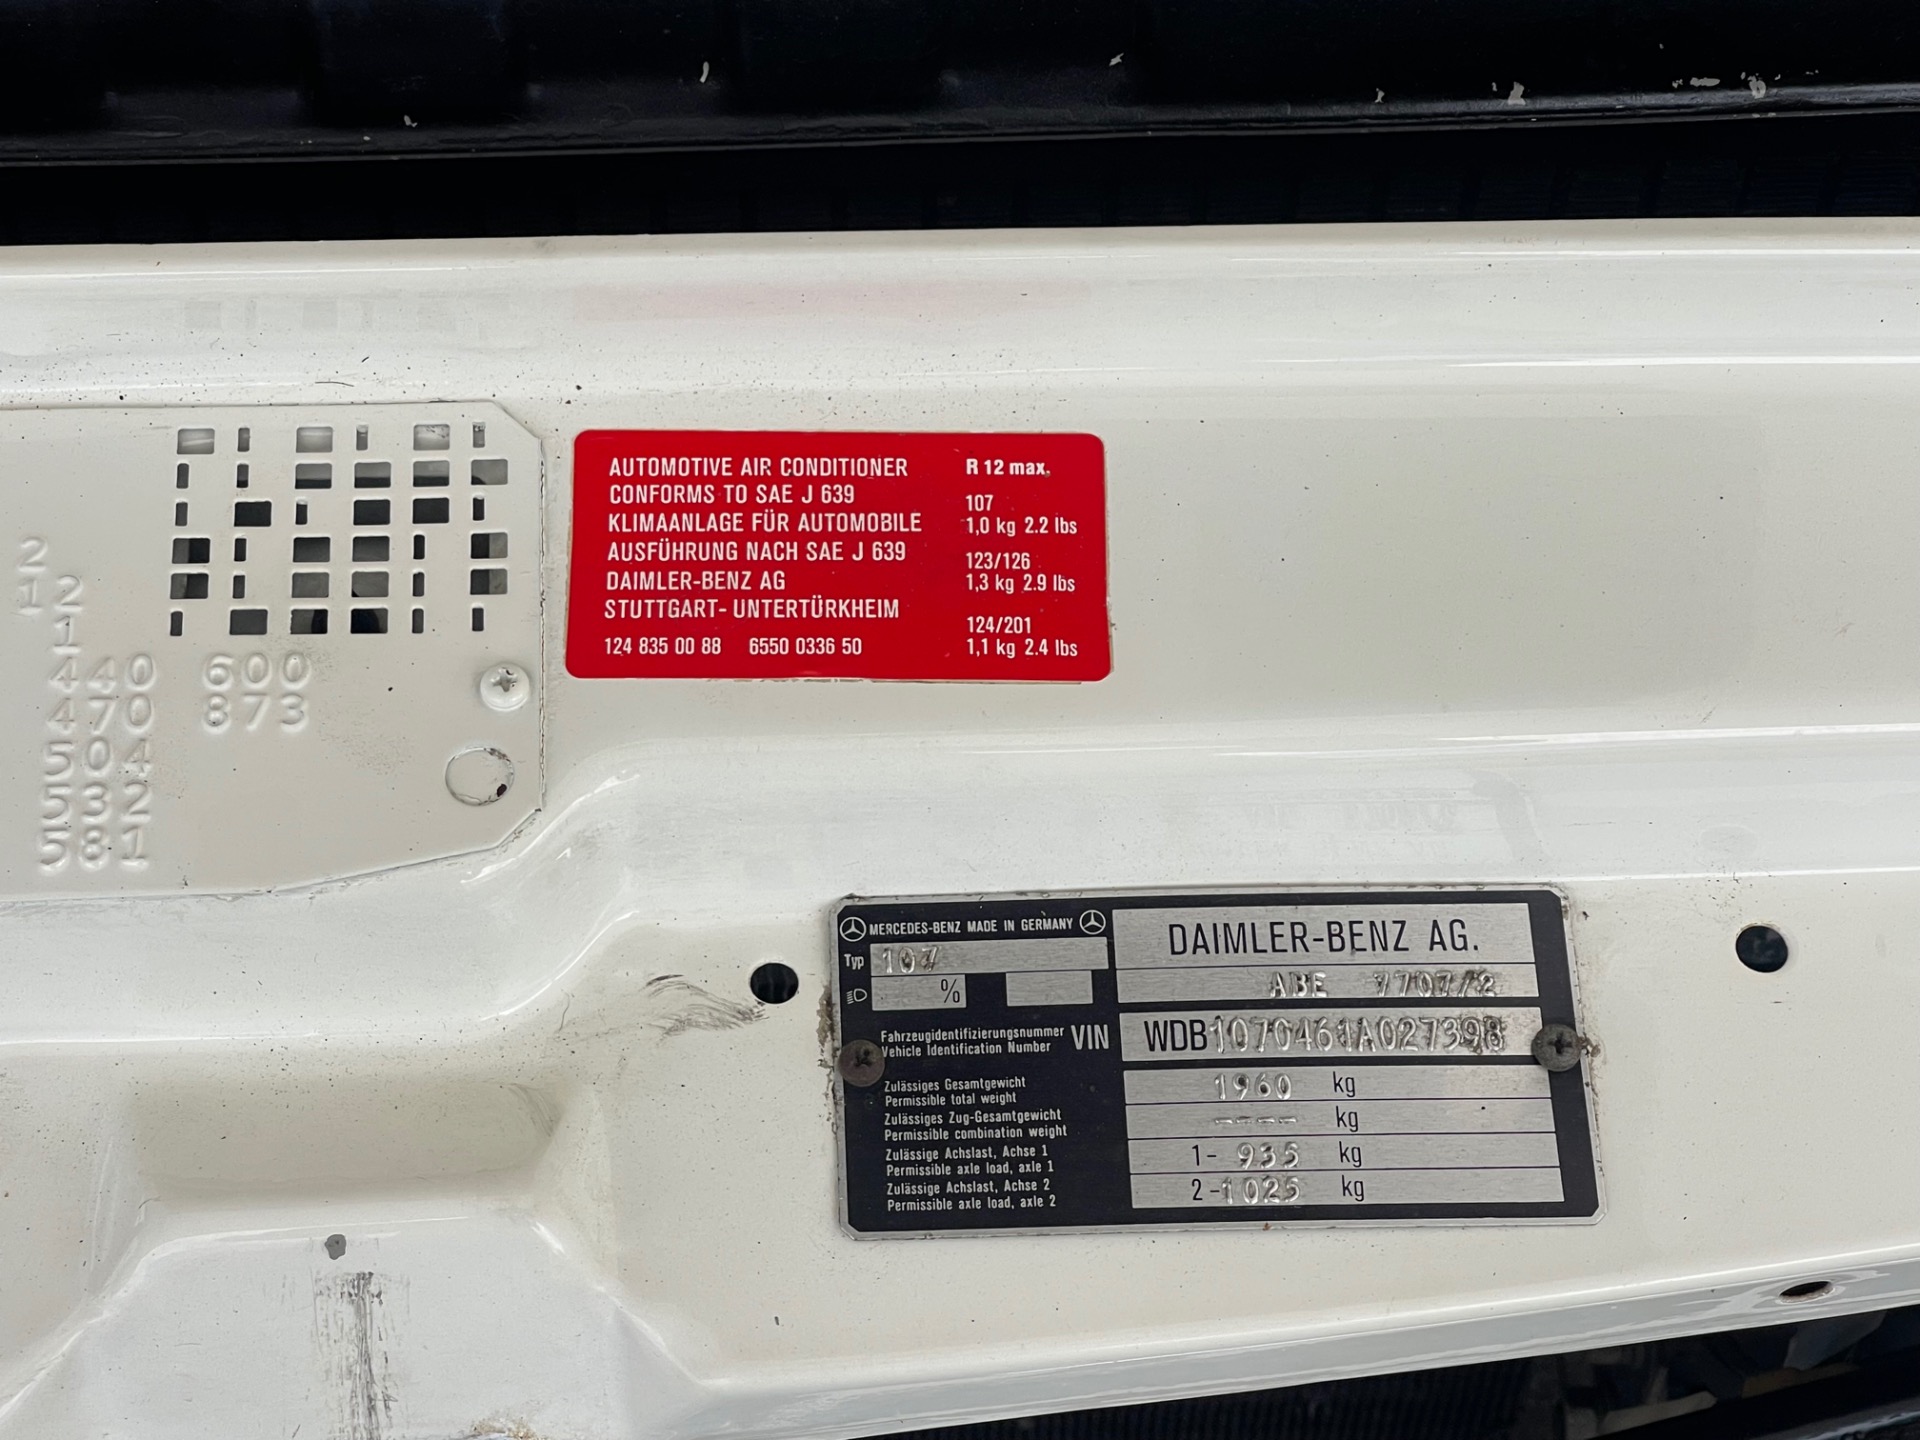 2
1 2
1
440 600
470 873
504
532
581
AUTOMOTIVE AIR CONDITIONER
CONFORMS TO SAE J 639
KLIMAANLAGE FÜR AUTOMOBILE
AUSFÜHRUNG NACH SAE J 639
DAIMLER-BENZ AG
STUTTGART- UNTERTÜRKHEIM
124 835 00 88 6550 0336 50
R 12 max.
107
1,0 kg 2.2 lbs
123/126
1,3 kg 2.9 lbs
124/201
1,1 kg 2.4 lbs
MERCEDES-BENZ MADE IN GERMANY
Typ 107
%
DAIMLER-BENZ AG.
ABE 7707/2
Fahrzeugidentifizierungsnummer
Vehicle Identification Number
VIN
WDB1070461A027398
Zulässiges Gesamtgewicht
Permissible total weight
1960 kg
Zulässiges Zug-Gesamtgewicht
Permissible combination weight
---- kg
Zulässige Achslast, Achse 1
Permissible axle load, axle 1
1- 935 kg
Zulässige Achslast, Achse 2
Permissible axle load, axle 2
2-1025 kg